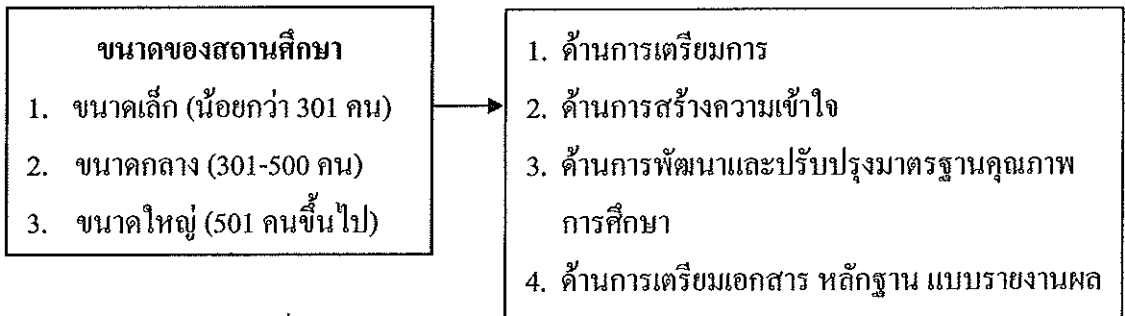 ขนาดของสถานศึกษา
1. ขนาดเล็ก (น้อยกว่า 301 คน)
2. ขนาดกลาง (301-500 คน)
3. ขนาดใหญ่ (501 คนขึ้นไป)
1. ด้านการเตรียมการ
2. ด้านการสร้างความเข้าใจ
3. ด้านการพัฒนาและปรับปรุงมาตรฐานคุณภาพ
การศึกษา
4. ด้านการเตรียมเอกสาร หลักฐาน แบบรายงานผล